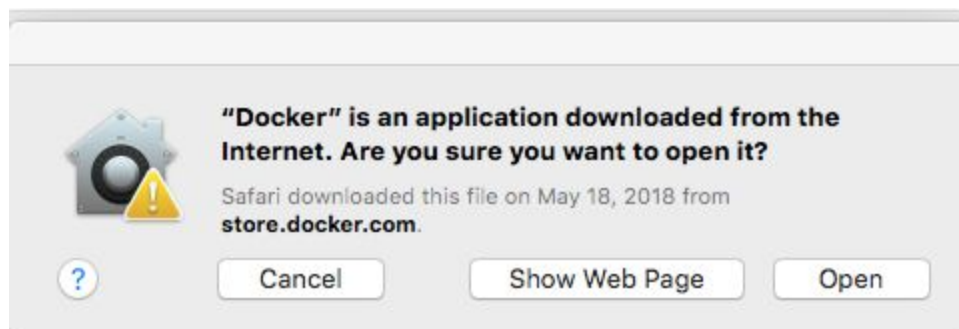 “Docker” is an application downloaded from the
Internet. Are you sure you want to open it?
Safari downloaded this file on May 18, 2018 from
store.docker.com.
?
Cancel
Show Web Page
Open